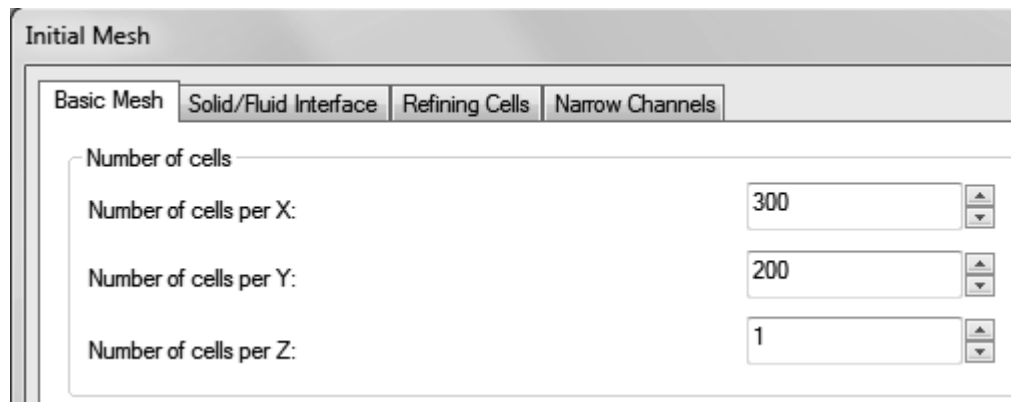 Initial Mesh
Basic Mesh Solid/Fluid Interface Refining Cells Narrow Channels
Number of cells
Number of cells per X: 300
Number of cells per Y: 200
Number of cells per Z: 1